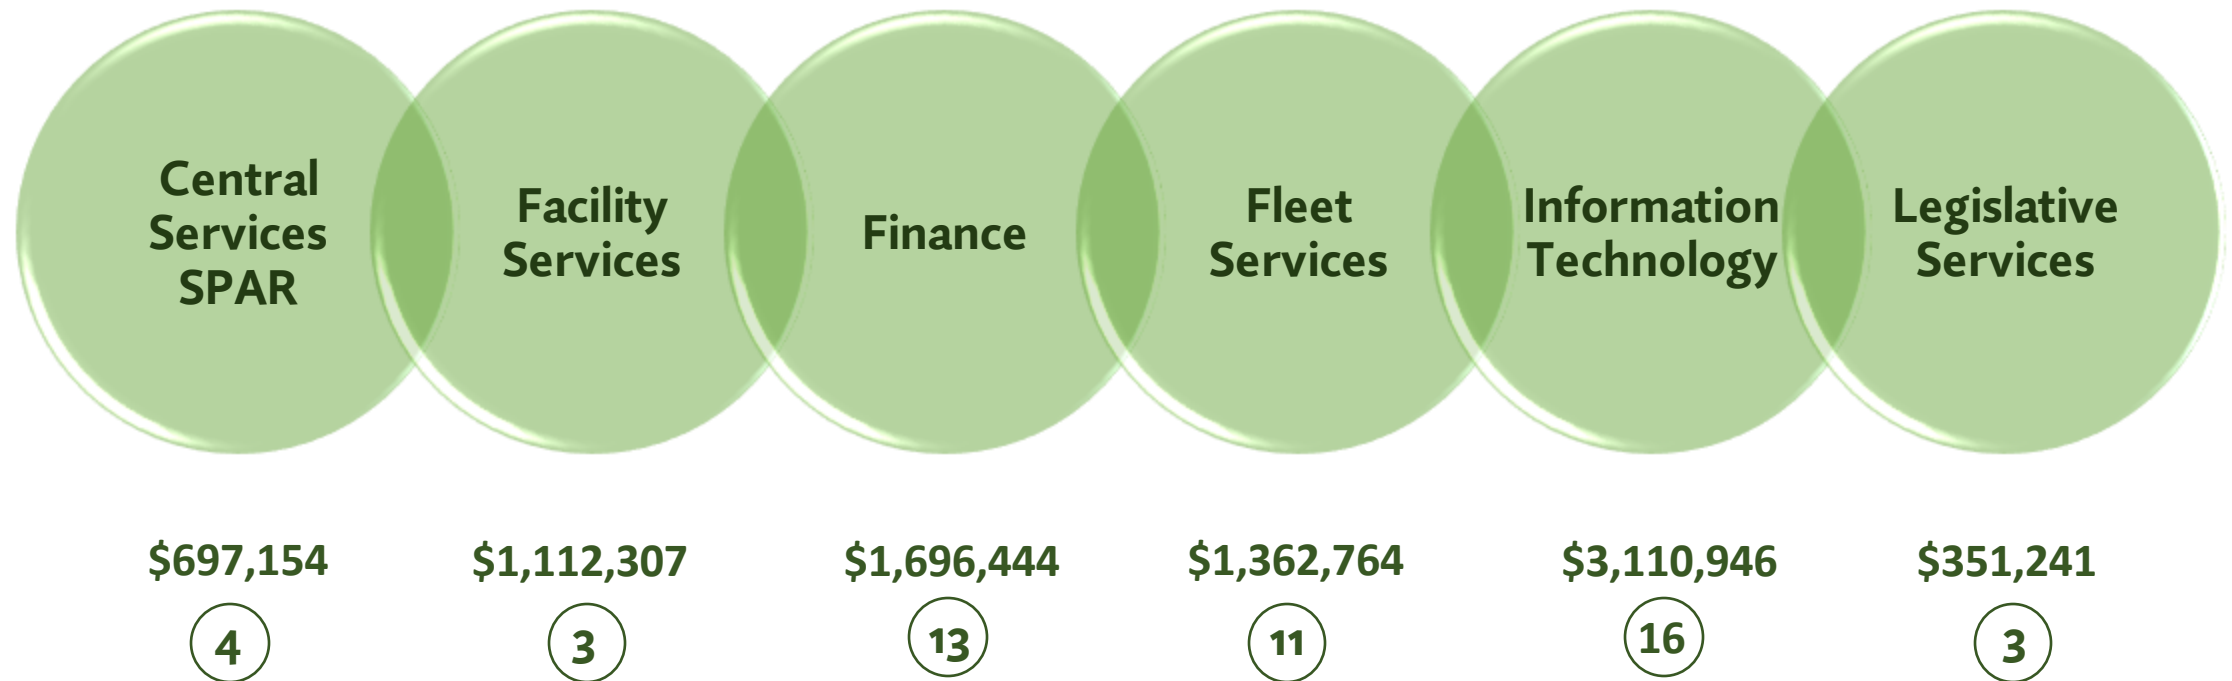 Central
Services
SPAR
Facility
Services
Finance
Fleet
Services
Information
Technology
Legislative
Services
$697,154
$1,112,307
$1,696,444
$1,362,764
$3,110,946
$351,241
4
3
13
11
16
3